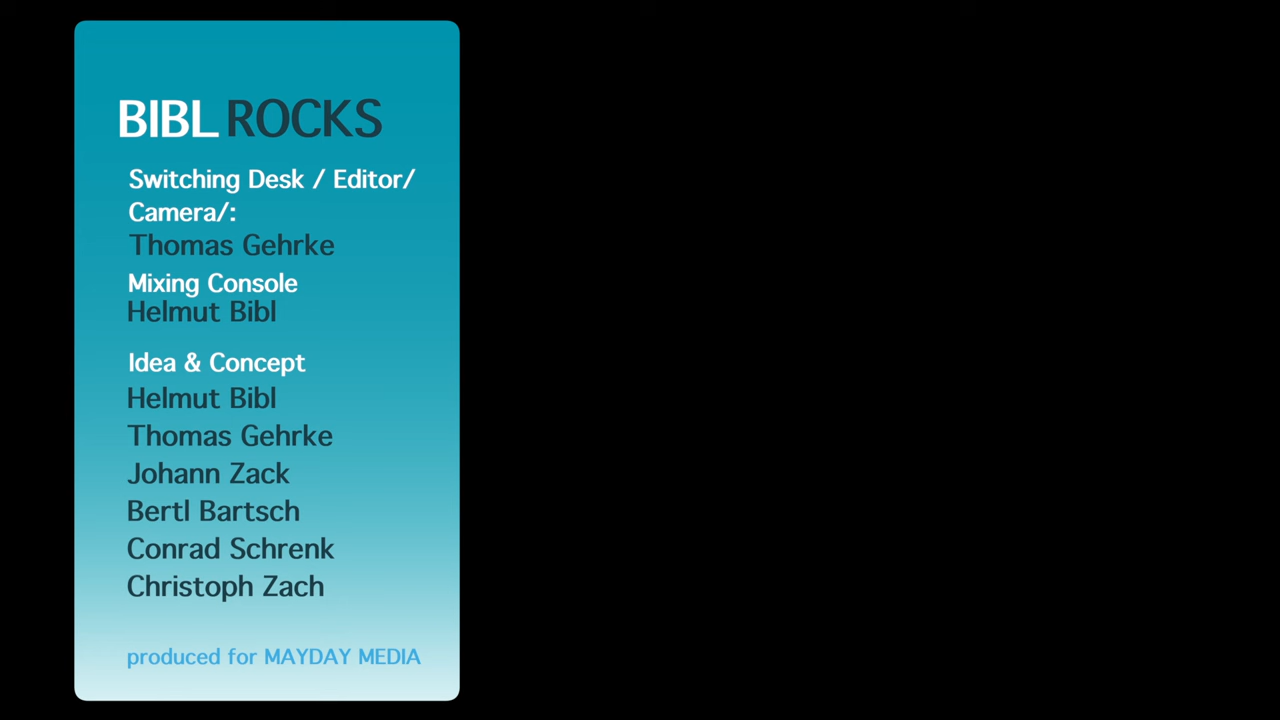 BIBL ROCKS
Switching Desk / Editor/
Camera/:
Thomas Gehrke
Mixing Console
Helmut Bibl
Idea & Concept
Helmut Bibl
Thomas Gehrke
Johann Zack
Bertl Bartsch
Conrad Schrenk
Christoph Zach
produced for MAYDAY MEDIA